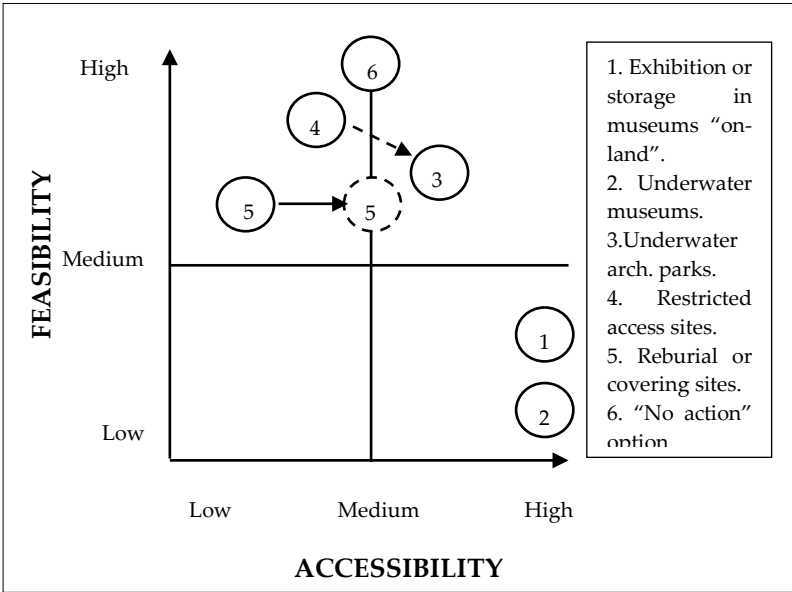 High
6
4
3
5
5
Medium
1
2
Low
FEASIBILITY
Low Medium High
ACCESSIBILITY
1. Exhibition or
storage in
museums “on-
land”.
2. Underwater
museums.
3.Underwater
arch. parks.
4. Restricted
access sites.
5. Reburial or
covering sites.
6. “No action”
option